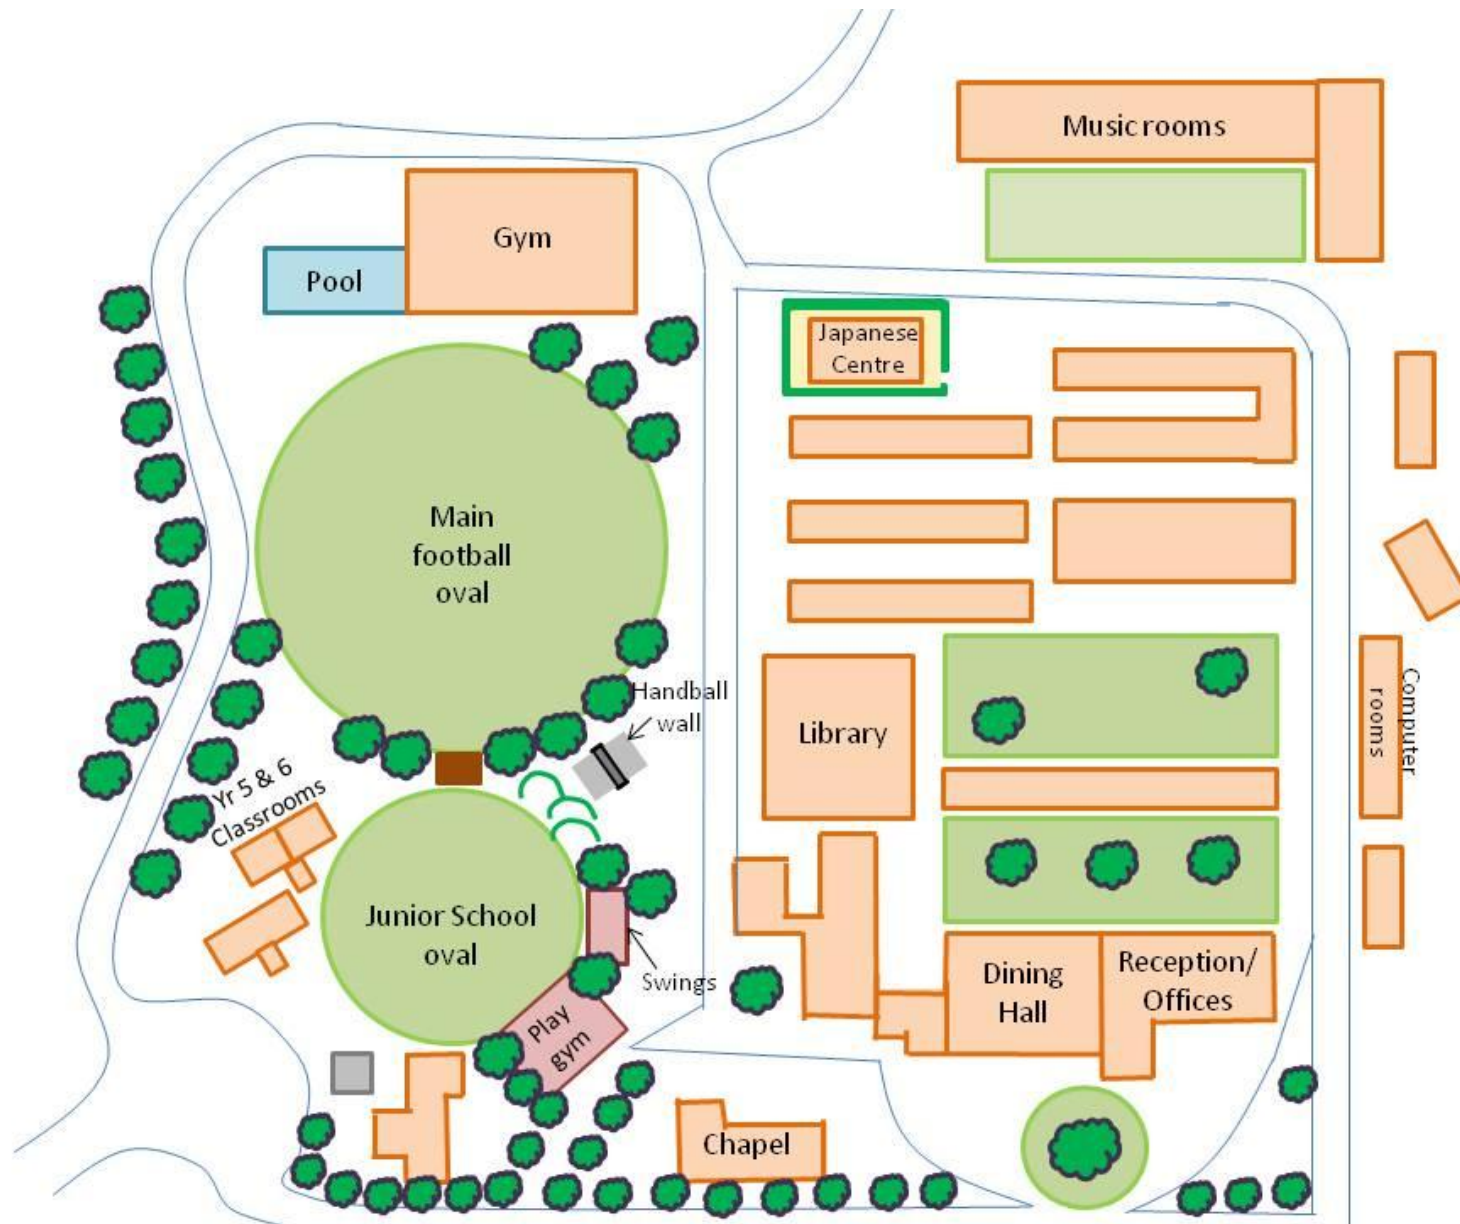 Music rooms
Gym
Pool
Japanese
Centre
Main
football
oval
Handball
wall
Library
Computer
rooms
Yr 5 & 6
Classrooms
Junior School
oval
Swings
Dining
Hall
Reception/
Offices
Play
gym
Chapel